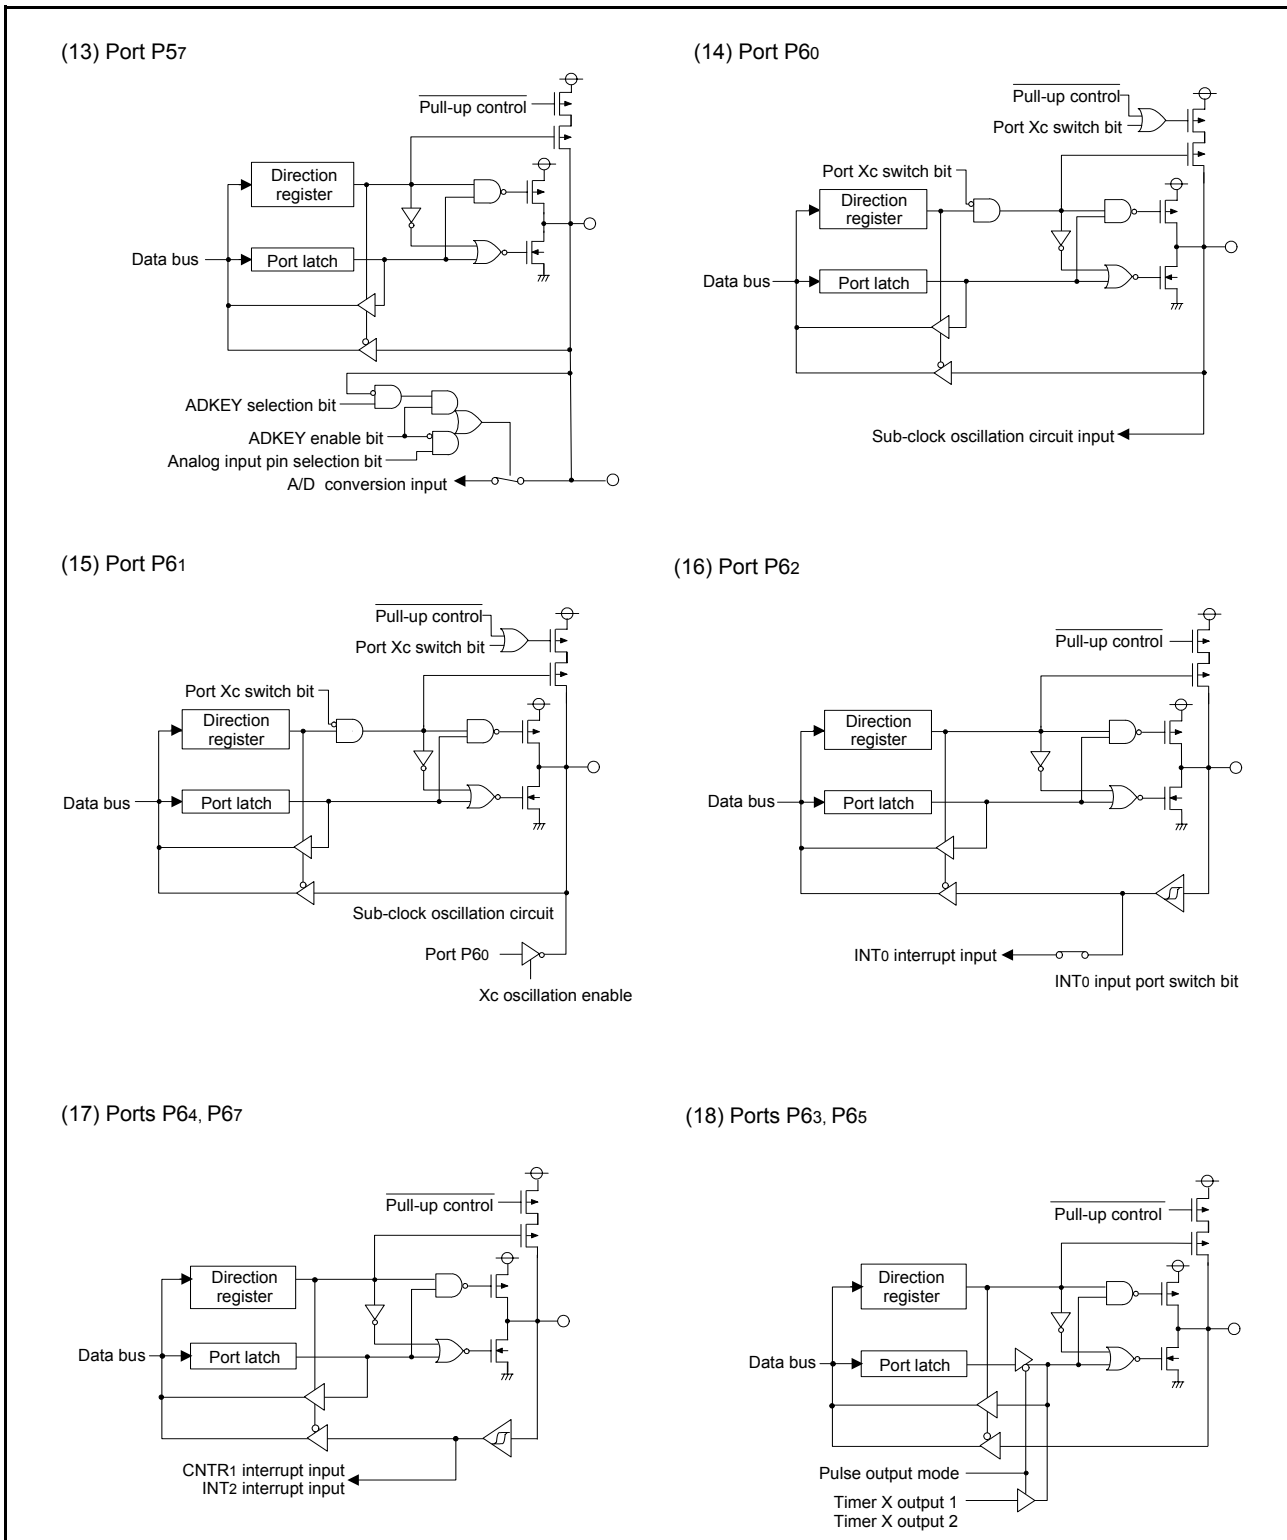 (13) Port P57
Pull-up control
Direction
register
Data bus
Port latch
ADKEY selection bit
ADKEY enable bit
Analog input pin selection bit
A/D conversion input
(14) Port P60
Pull-up control
Port Xc switch bit
Port Xc switch bit
Direction
register
Data bus
Port latch
Sub-clock oscillation circuit input
(15) Port P61
Pull-up control
Port Xc switch bit
Port Xc switch bit
Direction
register
Data bus
Port latch
Sub-clock oscillation circuit
Port P60
Xc oscillation enable
(16) Port P62
Pull-up control
Direction
register
Data bus
Port latch
INT0 interrupt input
INT0 input port switch bit
(17) Ports P64, P67
Pull-up control
Direction
register
Data bus
Port latch
CNTR1 interrupt input
INT2 interrupt input
(18) Ports P63, P65
Pull-up control
Direction
register
Data bus
Port latch
Pulse output mode
Timer X output 1
Timer X output 2